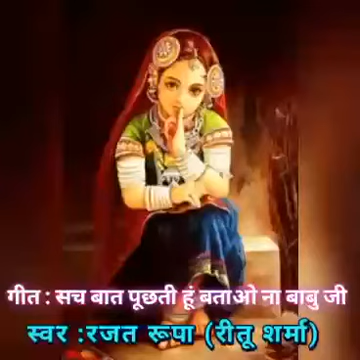 गीत : सच बात पूछती हूं बताओ ना बाबु जी
स्वर :रजत रूपा (रीतू शर्मा)